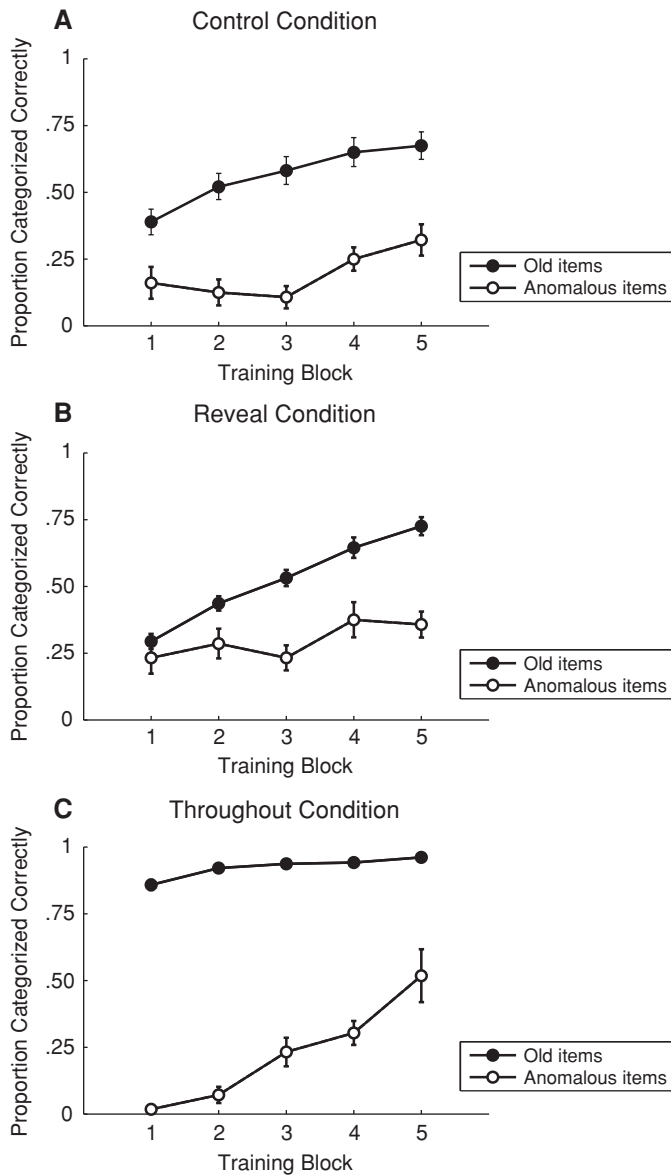 A
Control Condition
Proportion Categorized Correctly
1
.75
.50
.25
0
1 2 3 4 5
Training Block
Old items
Anomalous items
B
Reveal Condition
Proportion Categorized Correctly
1
.75
.50
.25
0
1 2 3 4 5
Training Block
Old items
Anomalous items
C
Throughout Condition
Proportion Categorized Correctly
1
.75
.50
.25
0
1 2 3 4 5
Training Block
Old items
Anomalous items